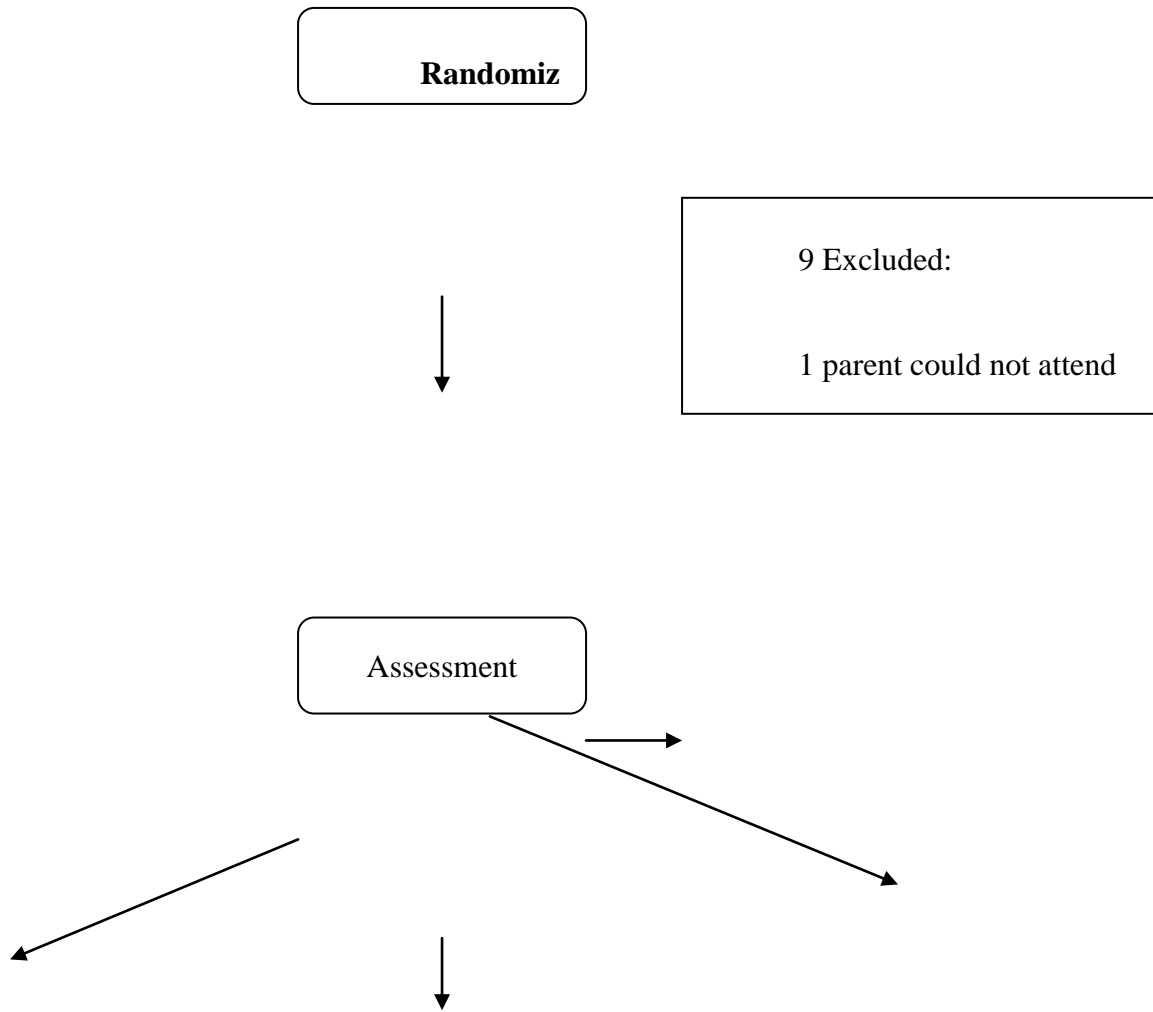 Randomiz
9 Excluded:
1 parent could not attend
Assessment